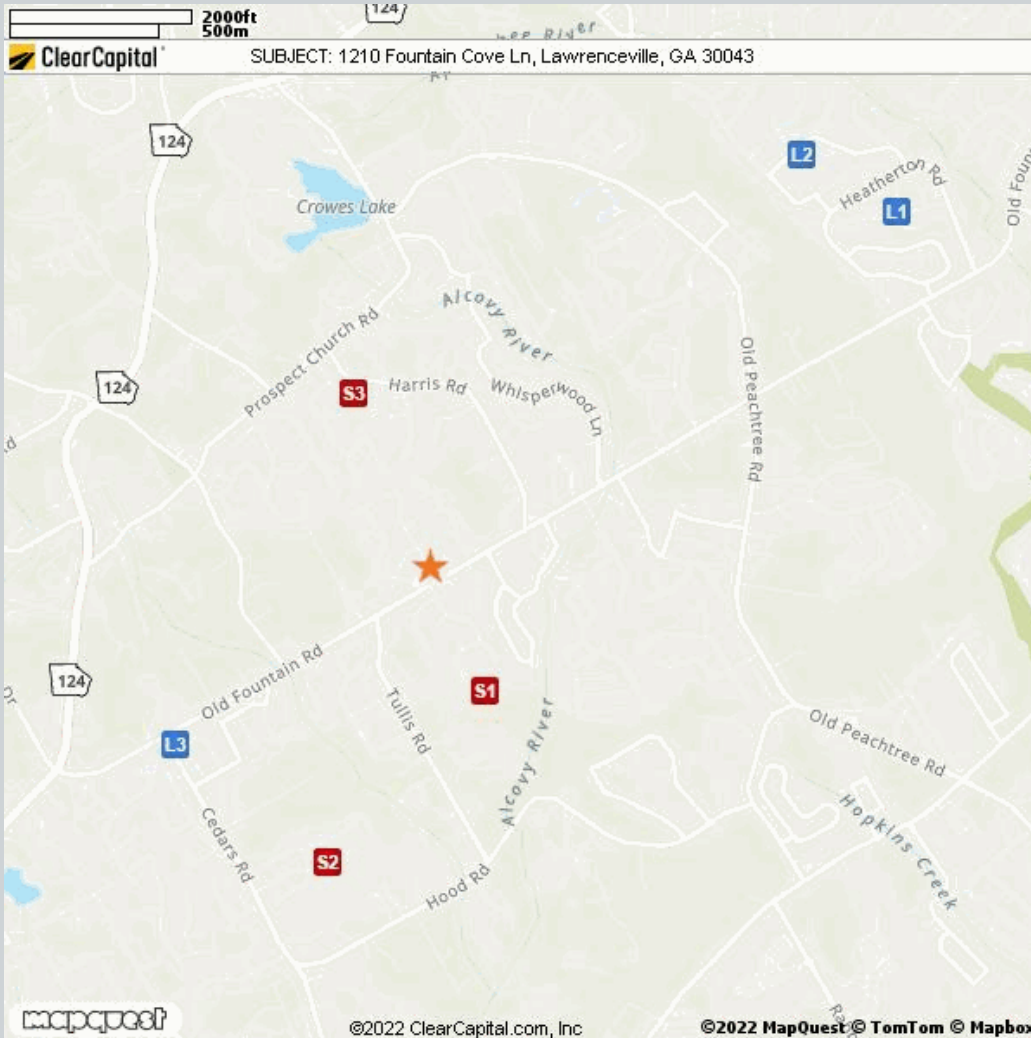 2000ft
500m
124
ClearCapital
SUBJECT: 1210 Fountain Cove Ln, Lawrenceville, GA 30043
124
L2
Heatherton Rd
L1
Crowes Lake
Alcovy River
Prospect Church Rd
Old Peachtree Rd
124
S3
Harris Rd
Whisperwood Ln
Old Fountain Rd
124
S1
Tullis Rd
Alcovy River
L3
Old Peachtree Rd
Cedars Rd
Hopkins Creek
S2
Hood Rd
mapquest
©2022 ClearCapital.com, Inc
©2022 MapQuest © TomTom © Mapbox